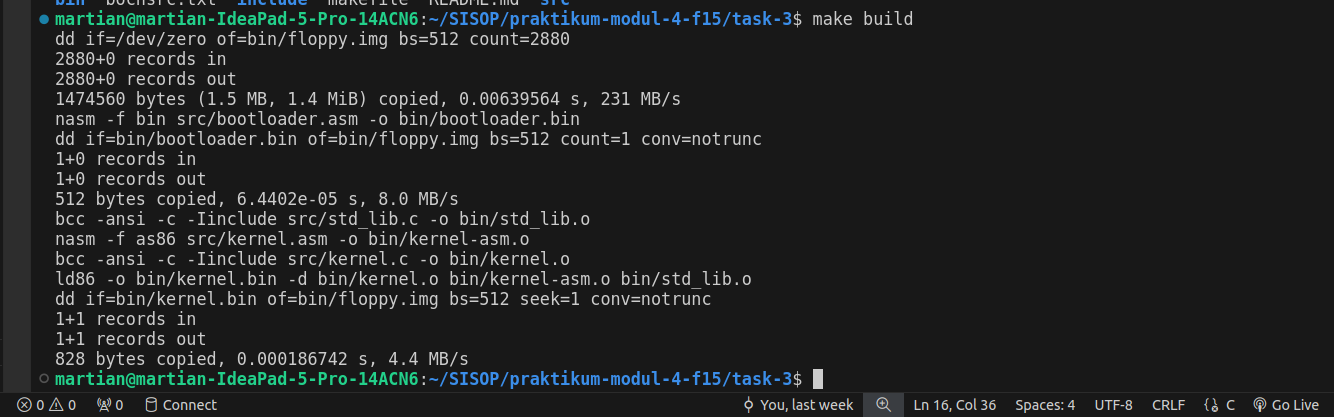 bin  bochsrc.txt  include  makefile  README.md  src
martian@martian-IdeaPad-5-Pro-14ACN6:~/SISOP/praktikum-modul-4-f15/task-3$ make build
dd if=/dev/zero of=bin/floppy.img bs=512 count=2880
2880+0 records in
2880+0 records out
1474560 bytes (1.5 MB, 1.4 MiB) copied, 0.00639564 s, 231 MB/s
nasm -f bin src/bootloader.asm -o bin/bootloader.bin
dd if=bin/bootloader.bin of=bin/floppy.img bs=512 count=1 conv=notrunc
1+0 records in
1+0 records out
512 bytes copied, 6.4402e-05 s, 8.0 MB/s
bcc -ansi -c -Iinclude src/std_lib.c -o bin/std_lib.o
nasm -f as86 src/kernel.asm -o bin/kernel-asm.o
bcc -ansi -c -Iinclude src/kernel.c -o bin/kernel.o
ld86 -o bin/kernel.bin -d bin/kernel.o bin/kernel-asm.o bin/std_lib.o
dd if=bin/kernel.bin of=bin/floppy.img bs=512 seek=1 conv=notrunc
1+1 records in
1+1 records out
828 bytes copied, 0.000186742 s, 4.4 MB/s
martian@martian-IdeaPad-5-Pro-14ACN6:~/SISOP/praktikum-modul-4-f15/task-3$
0 0 0 Connect You, last week Ln 16, Col 36 Spaces: 4 UTF-8 CRLF {} C Go Live